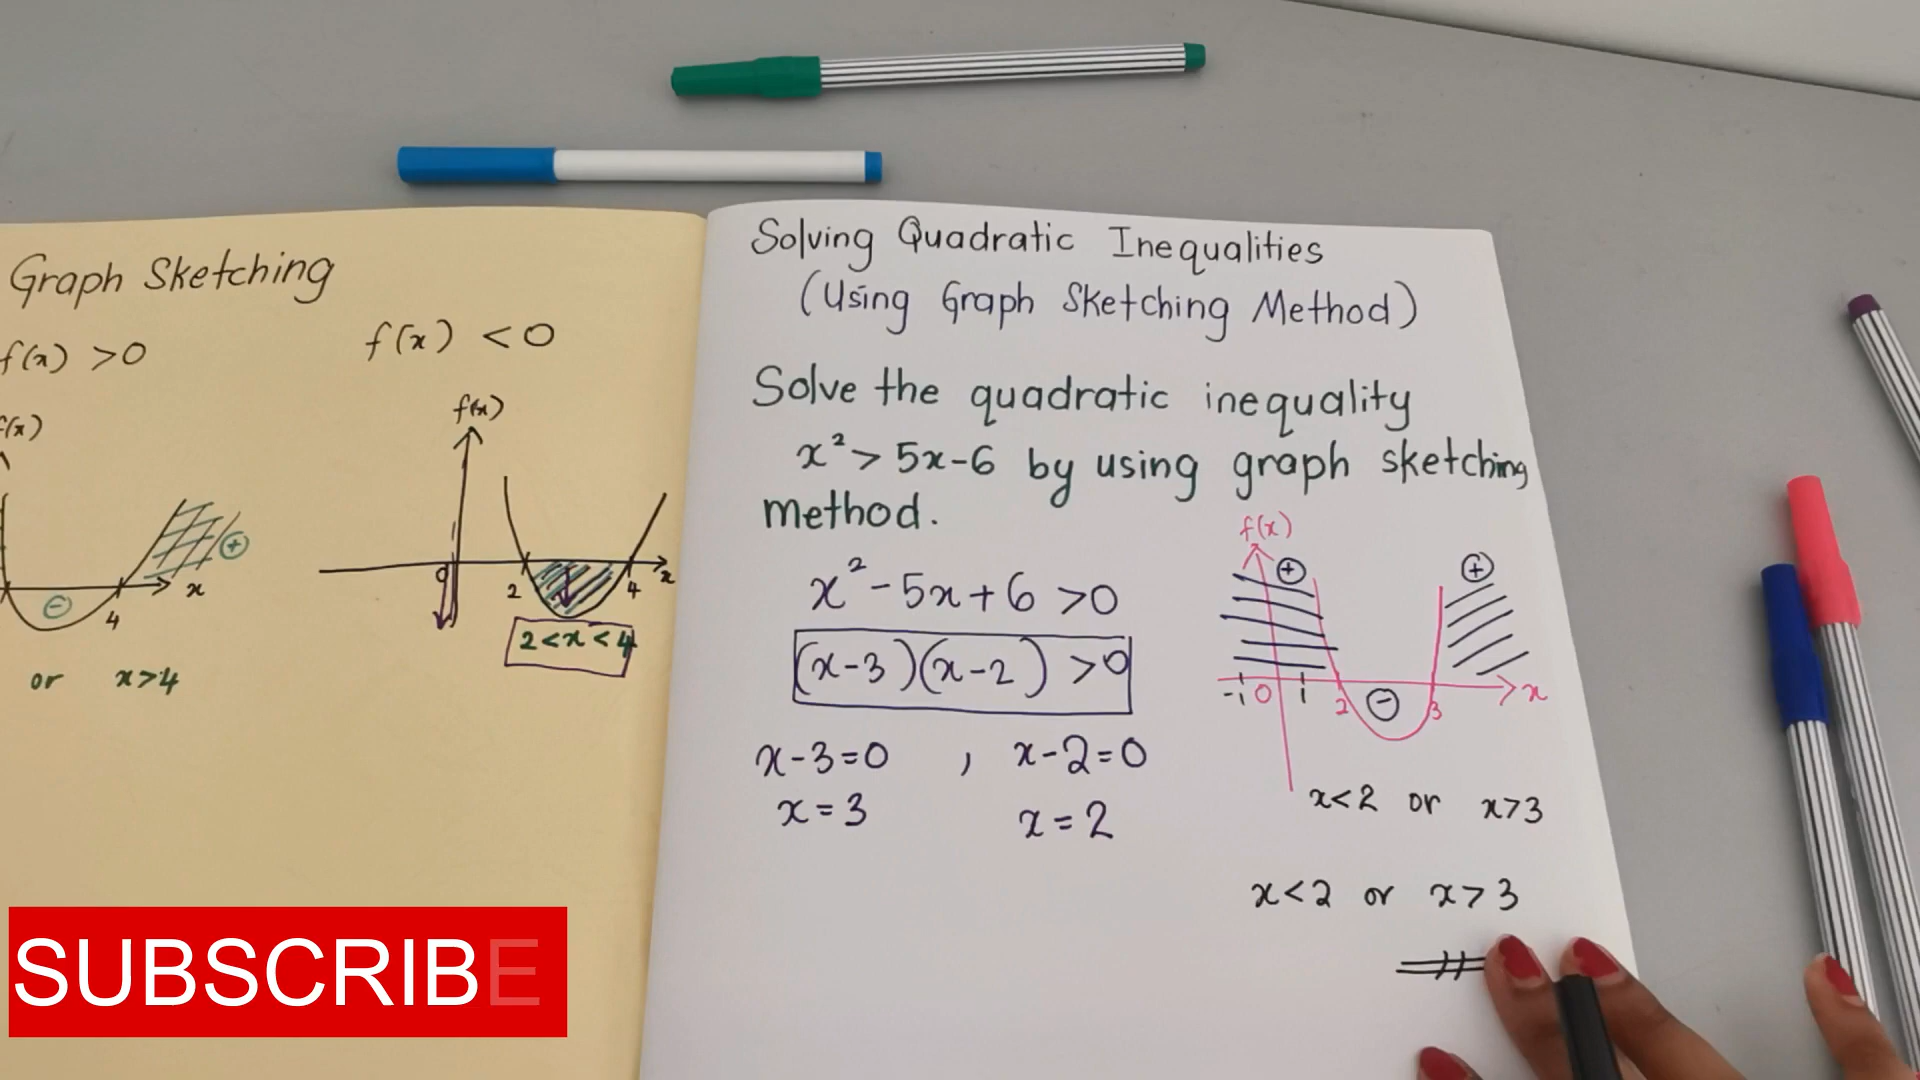 Graph Sketching
f(x) >0
f(x) <0
f(x)
f(x)
⊕
x
⊖
4
0
2
4
x
2<x<4
or x>4
Solving Quadratic Inequalities
(Using Graph Sketching Method)
Solve the quadratic inequality
x² > 5x-6 by using graph sketching
method.
x² - 5x + 6 >0
(x-3)(x-2) >0
x-3=0 , x-2=0
x = 3 x = 2
f(x)
⊕ ⊕
-1 0 1 2 ⊖ 3 x
x<2 or x>3
x<2 or x>3
SUBSCRIBE